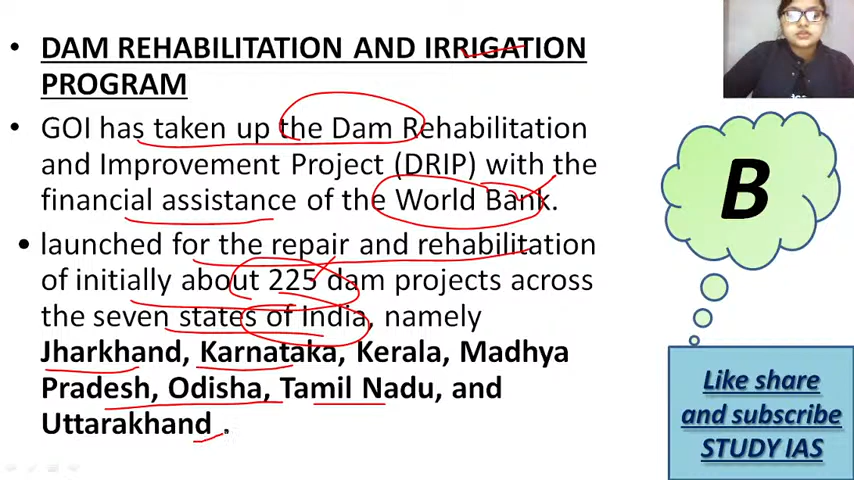 DAM REHABILITATION AND IRRIGATION
PROGRAM
GOI has taken up the Dam Rehabilitation
and Improvement Project (DRIP) with the
financial assistance of the World Bank.
launched for the repair and rehabilitation
of initially about 225 dam projects across
the seven states of India, namely
Jharkhand, Karnataka, Kerala, Madhya
Pradesh, Odisha, Tamil Nadu, and
Uttarakhand .
B
Like share
and subscribe
STUDY IAS